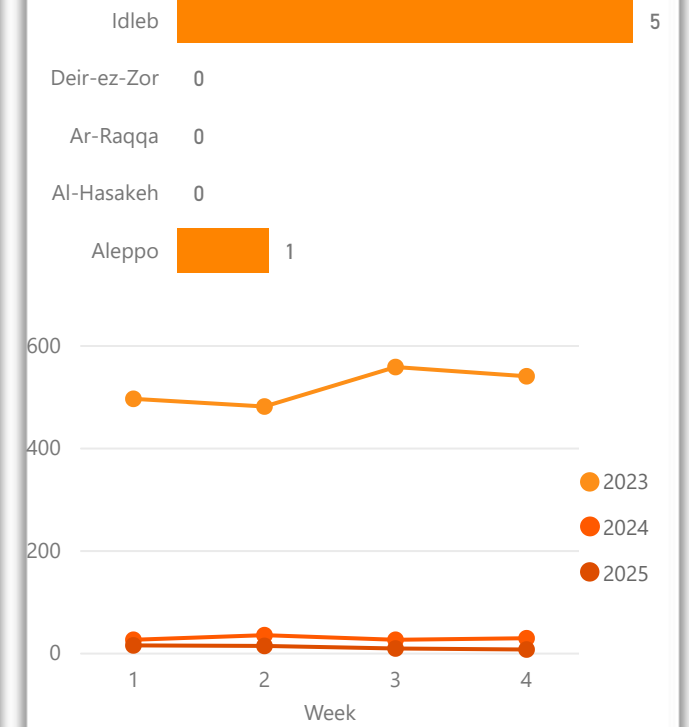 Idleb 5
Deir-ez-Zor 0
Ar-Raqqa 0
Al-Hasakeh 0
Aleppo 1
600
400
200
0
2023
2024
2025
1 2 3 4
Week